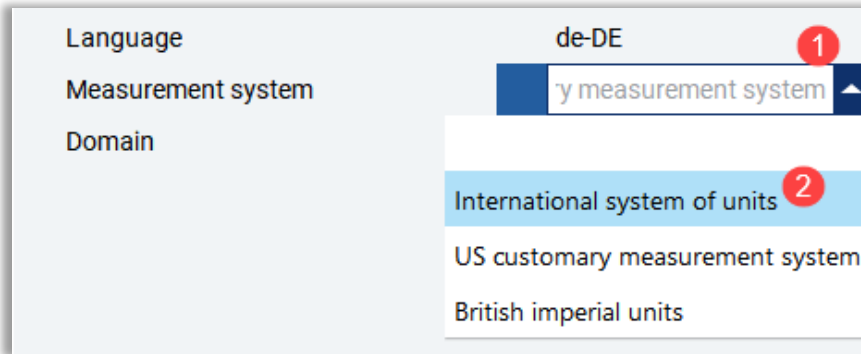 Language de-DE 1
Measurement system y measurement system
Domain
International system of units 2
US customary measurement system
British imperial units